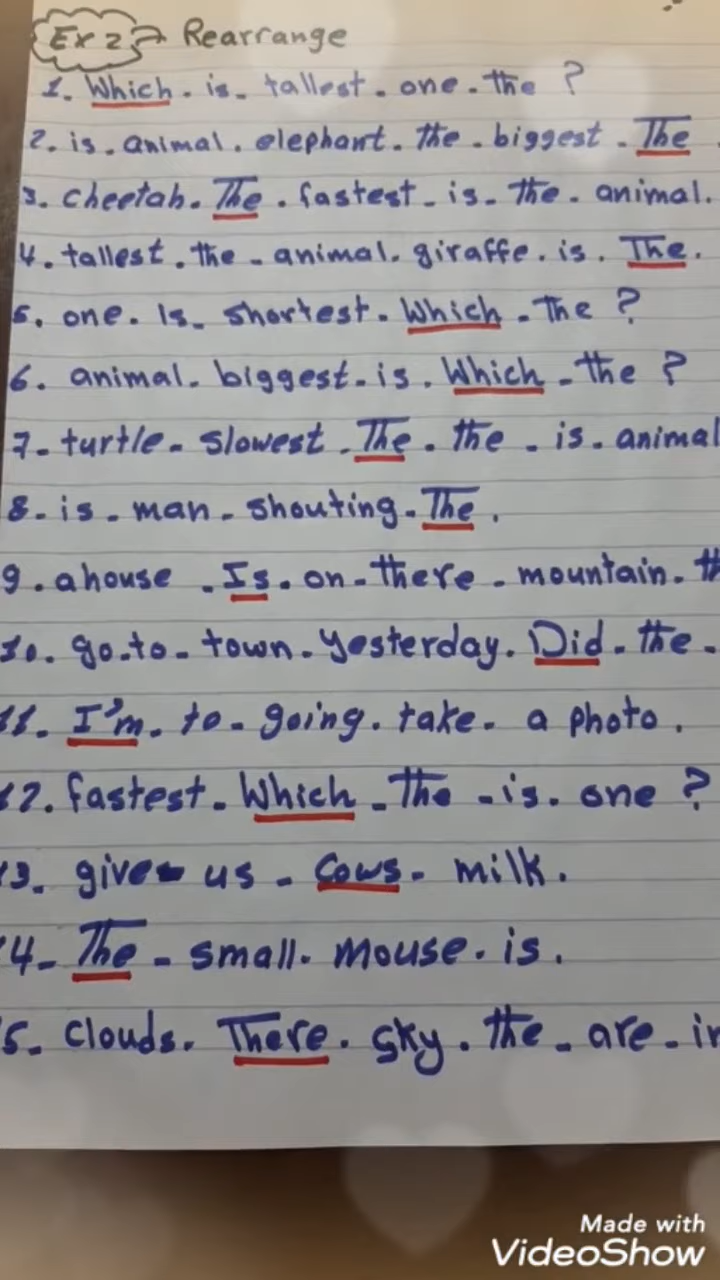 Ex 2 → Rearrange
1. Which. is. tallest. one. the ?
2. is. animal. elephant. the. biggest. The
3. cheetah. The. fastest. is. the. animal.
4. tallest. the. animal. giraffe. is. The.
5. one. Is. shortest. Which. the ?
6. animal. biggest. is. Which. the ?
7. turtle. slowest. The. the. is. animal
8. is. man. shouting. The.
9. a house. Is. on. there. mountain.
10. go. to. town. yesterday. Did. the.
11. I'm. to. going. take. a photo.
12. fastest. Which. the. is. one ?
3. give us. Cows. milk.
4. The. small. mouse. is.
5. clouds. There. sky. the. are.
Made with
VideoShow